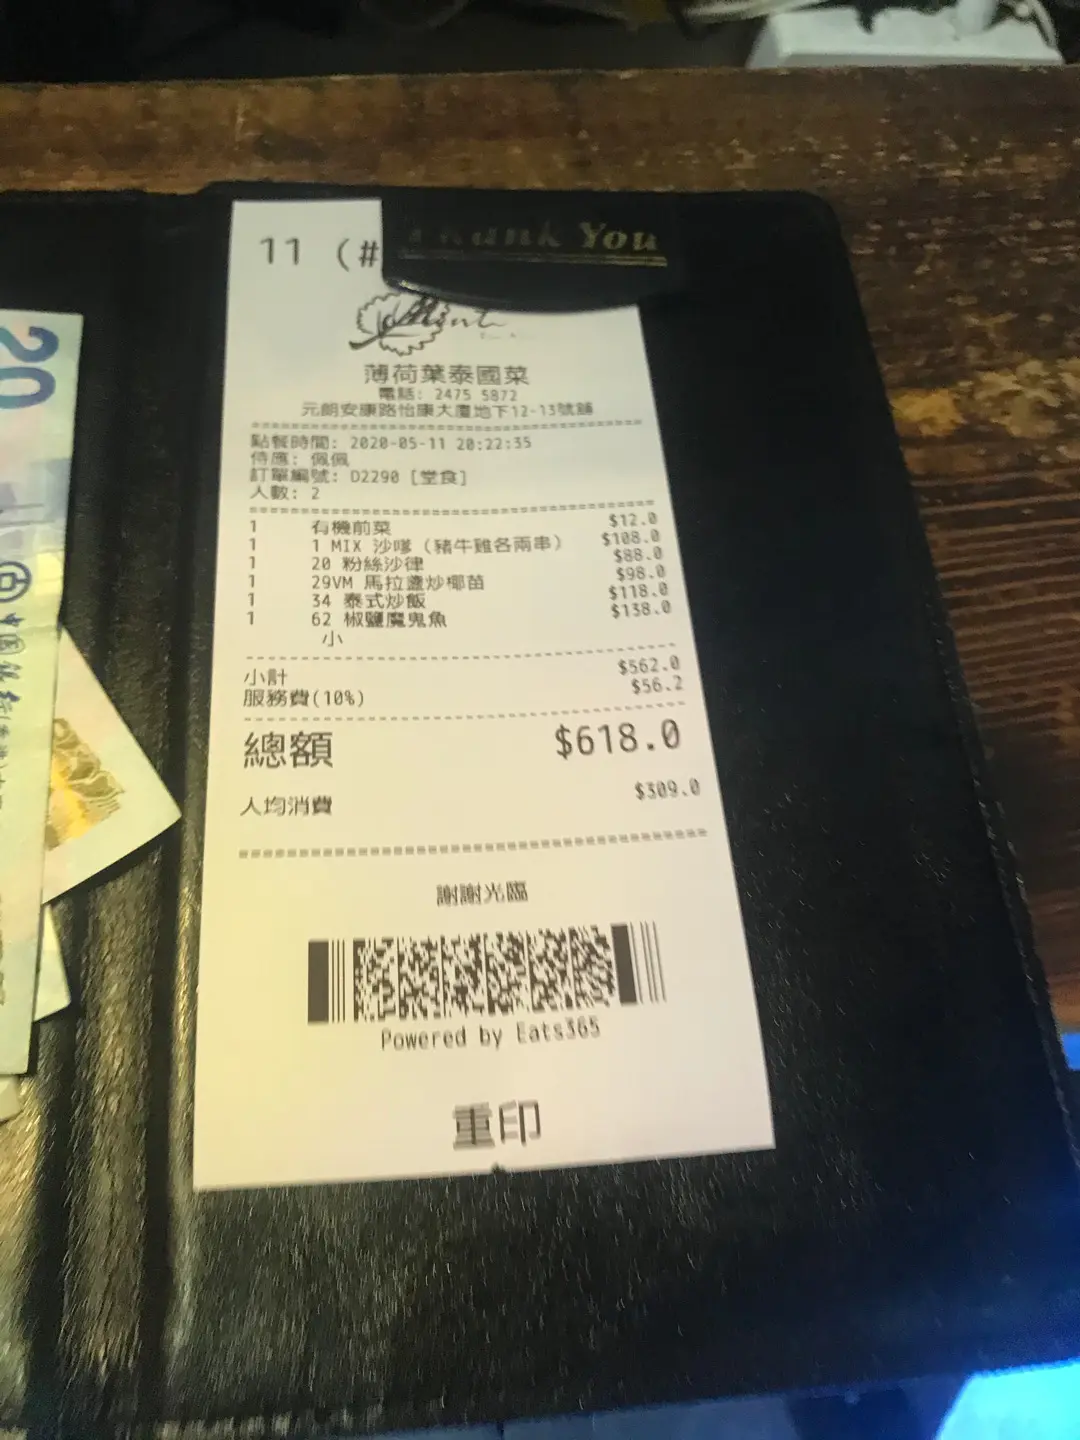 20
中国银行(香港)
Thank You
11 (#
Mint
薄荷葉泰國菜
電話: 2475 5872
元朗安康路怡康大廈地下12-13號舖
點餐時間: 2020-05-11 20:22:35
侍應: 佩佩
訂單編號: D2290 [堂食]
人數: 2
1 有機前菜 $12.0
1 1 MIX 沙嗲 (豬牛雞各兩串) $108.0
1 20 粉絲沙律 $88.0
1 29VM 馬拉盞炒椰苗 $98.0
1 34 泰式炒飯 $118.0
1 62 椒鹽魔鬼魚 $138.0
小
小計 $562.0
服務費(10%) $56.2
總額 $618.0
人均消費 $309.0
謝謝光臨
Powered by Eats365
重印